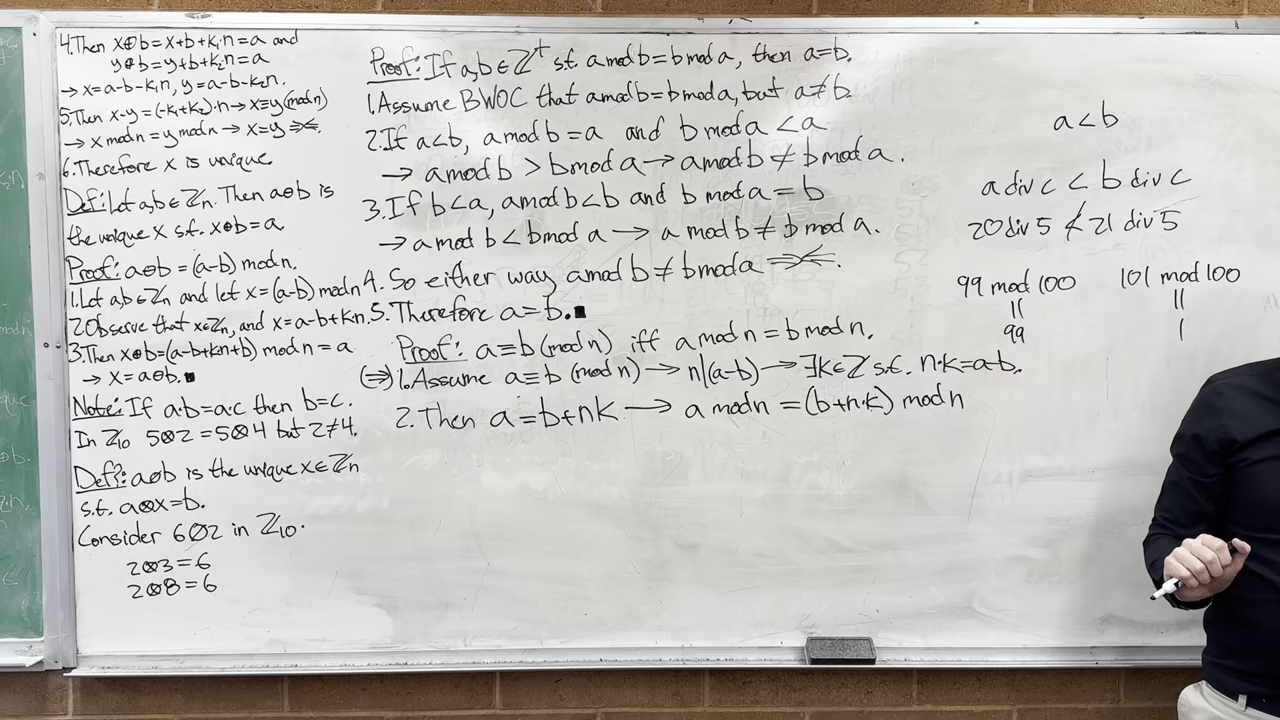 4. Then x⊕b=x+b+k₁n=a and
y⊕b=y+b+k₂n=a
→ x=a-b-k₁n, y=a-b-k₂n.
5. Then x-y=(-k₁+k₂)·n→x≡y(mod n)
→ x mod n = y mod n → x=y ⇒⇐.
6. Therefore x is unique
Def: Let a,b∈ℤn. Then a⊖b is
the unique x s.t. x⊕b=a
Proof: a⊖b = (a-b) mod n.
1. Let a,b∈ℤn and let x=(a-b) mod n
2. Observe that x∈ℤn, and x=a-b+kn.
3. Then x⊕b=(a-b+kn+b) mod n = a
→ x=a⊖b. ■
Note: If a·b=a·c then b=c.
In ℤ₁₀ 5⊗2=5⊗4 but 2≠4.
Def?: a⊘b is the unique x∈ℤn
s.t. a⊗x=b.
Consider 6⊘2 in ℤ₁₀.
2⊗3=6
2⊗8=6
Proof: If a,b∈ℤ⁺ s.t. a mod b = b mod a, then a=b.
1. Assume BWOC that a mod b = b mod a, but a≠b.
2. If a<b, a mod b = a and b mod a < a
→ a mod b > b mod a → a mod b ≠ b mod a.
3. If b<a, a mod b < b and b mod a = b
→ a mod b < b mod a → a mod b ≠ b mod a.
4. So either way a mod b ≠ b mod a ⇒⇐.
5. Therefore a=b. ■
Proof: a≡b (mod n) iff a mod n = b mod n.
(⇒) 1. Assume a≡b (mod n) → n|(a-b) → ∃k∈ℤ s.t. n·k=a-b.
2. Then a=b+nk → a mod n = (b+n·k) mod n
a<b
a div c < b div c
20 div 5 ≮ 21 div 5
99 mod 100 101 mod 100
|| ||
99 1